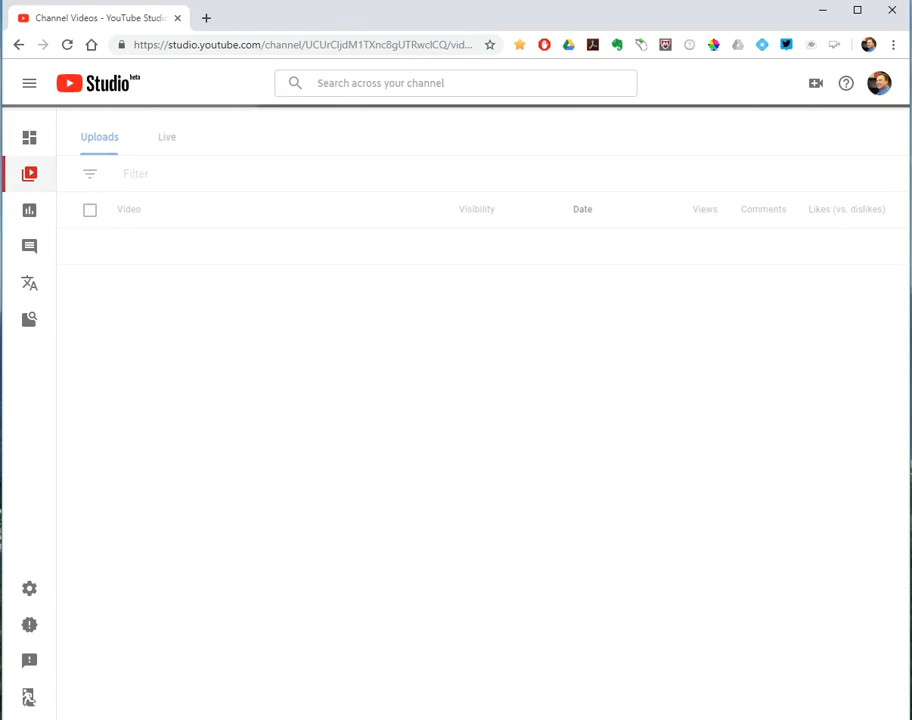 Channel Videos - YouTube Studio
https://studio.youtube.com/channel/UCUrCljdM1TXnc8gUTRwclCQ/vid...
Studio beta
Search across your channel
Uploads
Live
Filter
Video
Visibility
Date
Views
Comments
Likes (vs. dislikes)